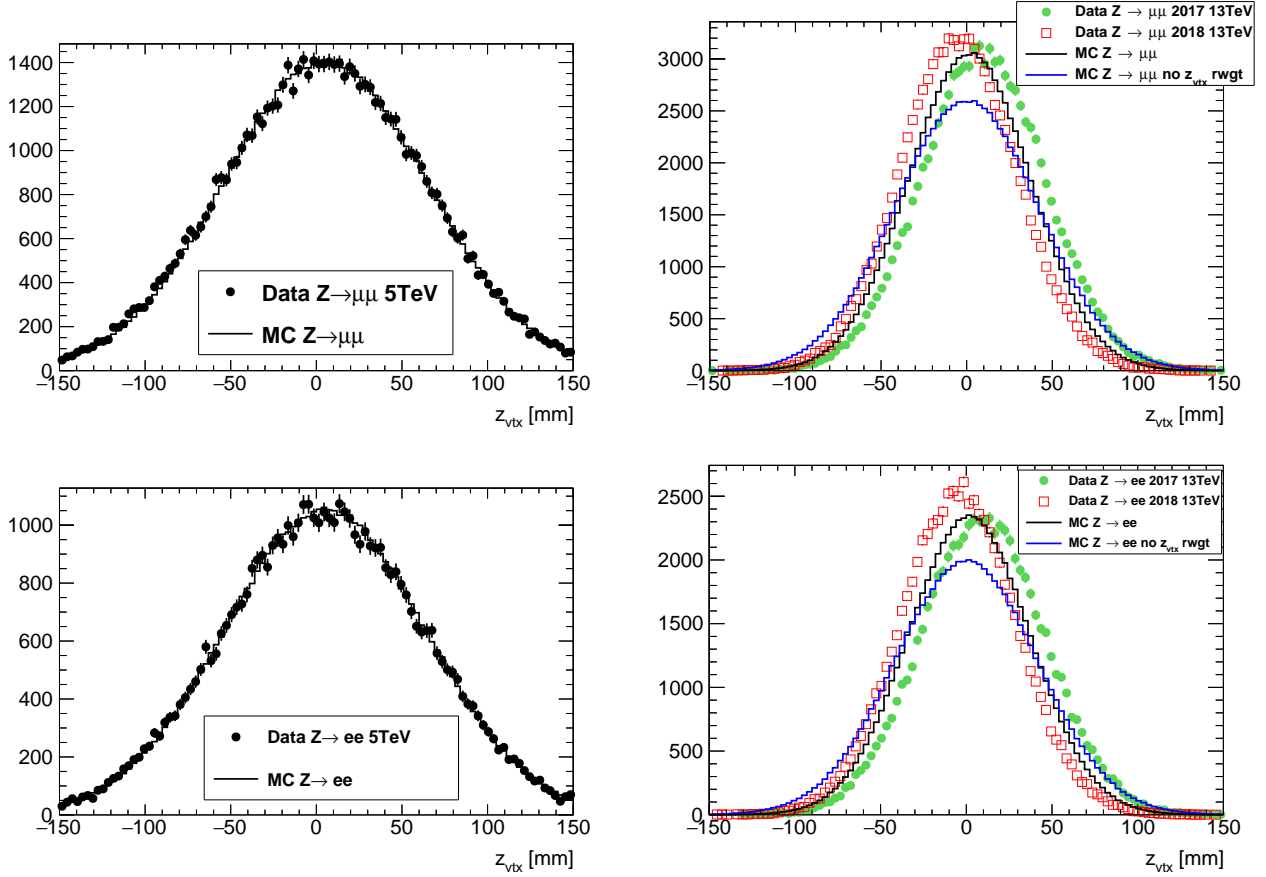 1400
1200
1000
800
600
400
200
0
Data Z→μμ 5TeV
MC Z→μμ
−150 −100 −50 0 50 100 150
z_vtx [mm]
Data Z → μμ 2017 13TeV
Data Z → μμ 2018 13TeV
MC Z → μμ
MC Z → μμ no z_vtx rwgt
3000
2500
2000
1500
1000
500
0
−150 −100 −50 0 50 100 150
z_vtx [mm]
1000
800
600
400
200
0
Data Z→ ee 5TeV
MC Z→ ee
−150 −100 −50 0 50 100 150
z_vtx [mm]
Data Z → ee 2017 13TeV
Data Z → ee 2018 13TeV
MC Z → ee
MC Z → ee no z_vtx rwgt
2500
2000
1500
1000
500
0
−150 −100 −50 0 50 100 150
z_vtx [mm]